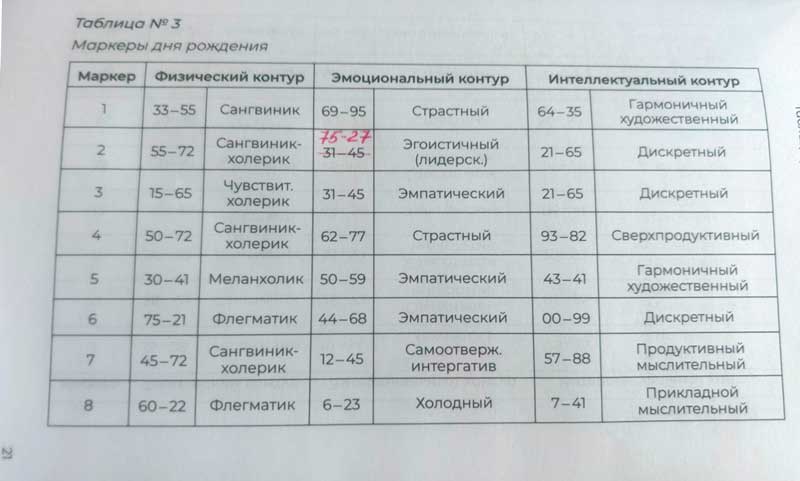 Таблица № 3
Маркеры дня рождения
Маркер Физический контур Эмоциональный контур Интеллектуальный контур
1 33–55 Сангвиник 69–95 Страстный 64–35 Гармоничный художественный
75-27
2 55–72 Сангвиник-холерик 31–45 Эгоистичный (лидерск.) 21–65 Дискретный
3 15–65 Чувствит. холерик 31–45 Эмпатический 21–65 Дискретный
4 50–72 Сангвиник-холерик 62–77 Страстный 93–82 Сверхпродуктивный
5 30–41 Меланхолик 50–59 Эмпатический 43–41 Гармоничный художественный
6 75–21 Флегматик 44–68 Эмпатический 00–99 Дискретный
7 45–72 Сангвиник-холерик 12–45 Самоотверж. интергатив 57–88 Продуктивный мыслительный
8 60–22 Флегматик 6–23 Холодный 7–41 Прикладной мыслительный
21